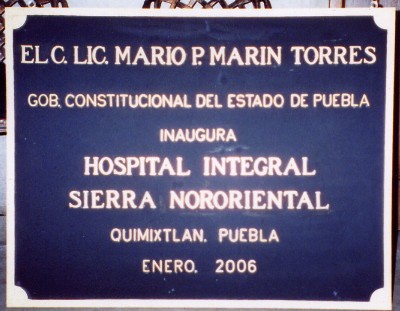 EL C. LIC. MARIO P. MARIN TORRES
GOB. CONSTITUCIONAL DEL ESTADO DE PUEBLA
INAUGURA
HOSPITAL INTEGRAL
SIERRA NORORIENTAL
QUIMIXTLAN, PUEBLA
ENERO, 2006